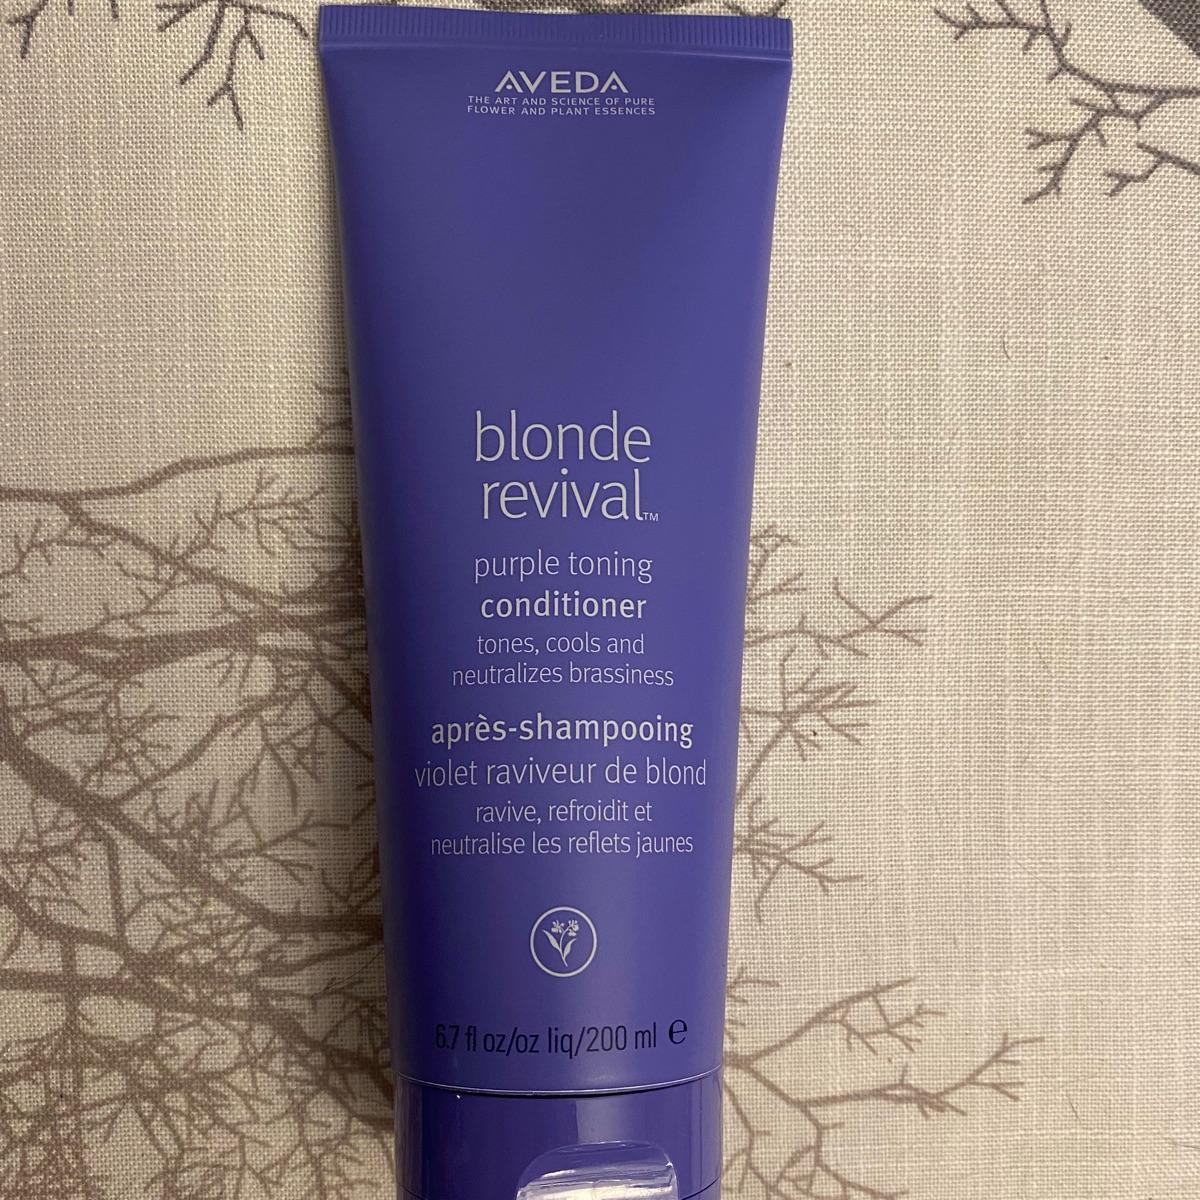 AVEDA
THE ART AND SCIENCE OF PURE
FLOWER AND PLANT ESSENCES
blonde
revival™
purple toning
conditioner
tones, cools and
neutralizes brassiness
après-shampooing
violet raviveur de blond
ravive, refroidit et
neutralise les reflets jaunes
6.7 fl oz/oz liq/200 ml ℮